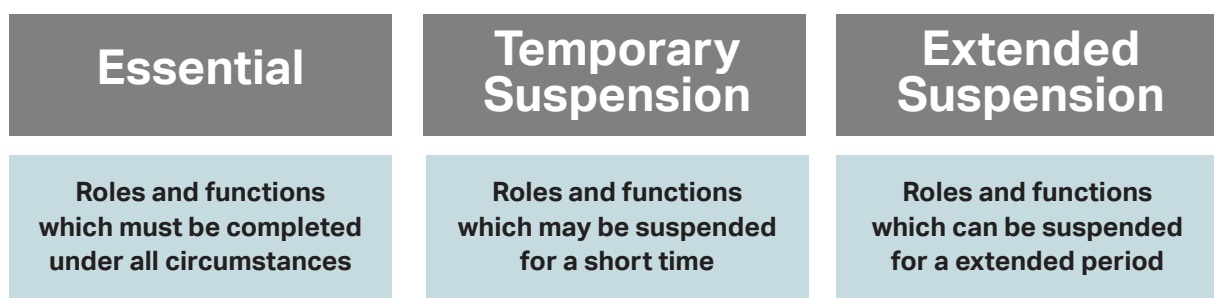 Essential
Temporary
Suspension
Extended
Suspension
Roles and functions
which must be completed
under all circumstances
Roles and functions
which may be suspended
for a short time
Roles and functions
which can be suspended
for a extended period